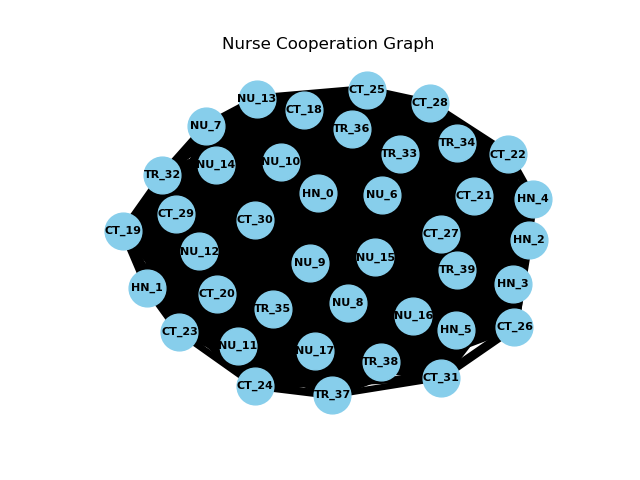 Nurse Cooperation Graph
CT_25
NU_13
CT_28
CT_18
NU_7
TR_36
TR_34
TR_33
CT_22
NU_10
NU_14
TR_32
HN_0
NU_6
CT_21
HN_4
CT_29
CT_30
CT_19
CT_27
HN_2
NU_12
NU_15
NU_9
TR_39
HN_3
HN_1
CT_20
NU_8
TR_35
NU_16
CT_26
HN_5
CT_23
NU_11
NU_17
TR_38
CT_31
CT_24
TR_37